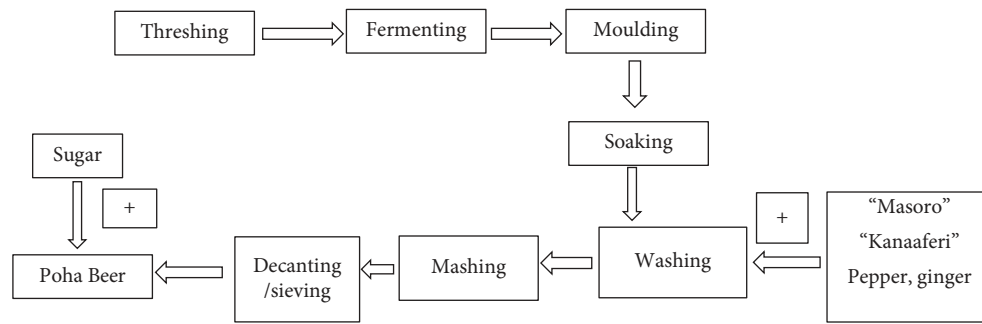 Threshing
Fermenting
Moulding
Soaking
Sugar
+
+
“Masoro”
“Kanaaferi”
Pepper, ginger
Washing
Mashing
Decanting
/sieving
Poha Beer